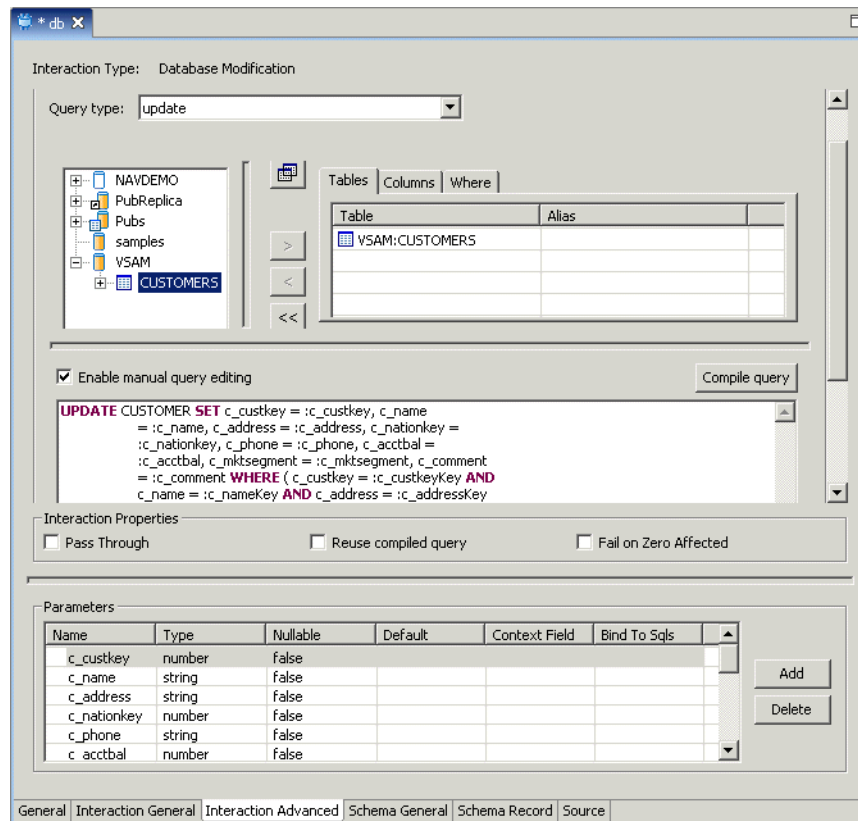 * db
Interaction Type: Database Modification
Query type: update
NAVDEMO
PubReplica
Pubs
samples
VSAM
CUSTOMERS
>
<
<<
Tables Columns Where
Table Alias
VSAM:CUSTOMERS
Enable manual query editing
Compile query
UPDATE CUSTOMER SET c_custkey = :c_custkey, c_name
= :c_name, c_address = :c_address, c_nationkey =
:c_nationkey, c_phone = :c_phone, c_acctbal =
:c_acctbal, c_mktsegment = :c_mktsegment, c_comment
= :c_comment WHERE ( c_custkey = :c_custkeyKey AND
c_name = :c_nameKey AND c_address = :c_addressKey
Interaction Properties
Pass Through Reuse compiled query Fail on Zero Affected
Parameters
Name Type Nullable Default Context Field Bind To Sqls
c_custkey number false
c_name string false
c_address string false
c_nationkey number false
c_phone string false
c_acctbal number false
Add
Delete
General Interaction General Interaction Advanced Schema General Schema Record Source